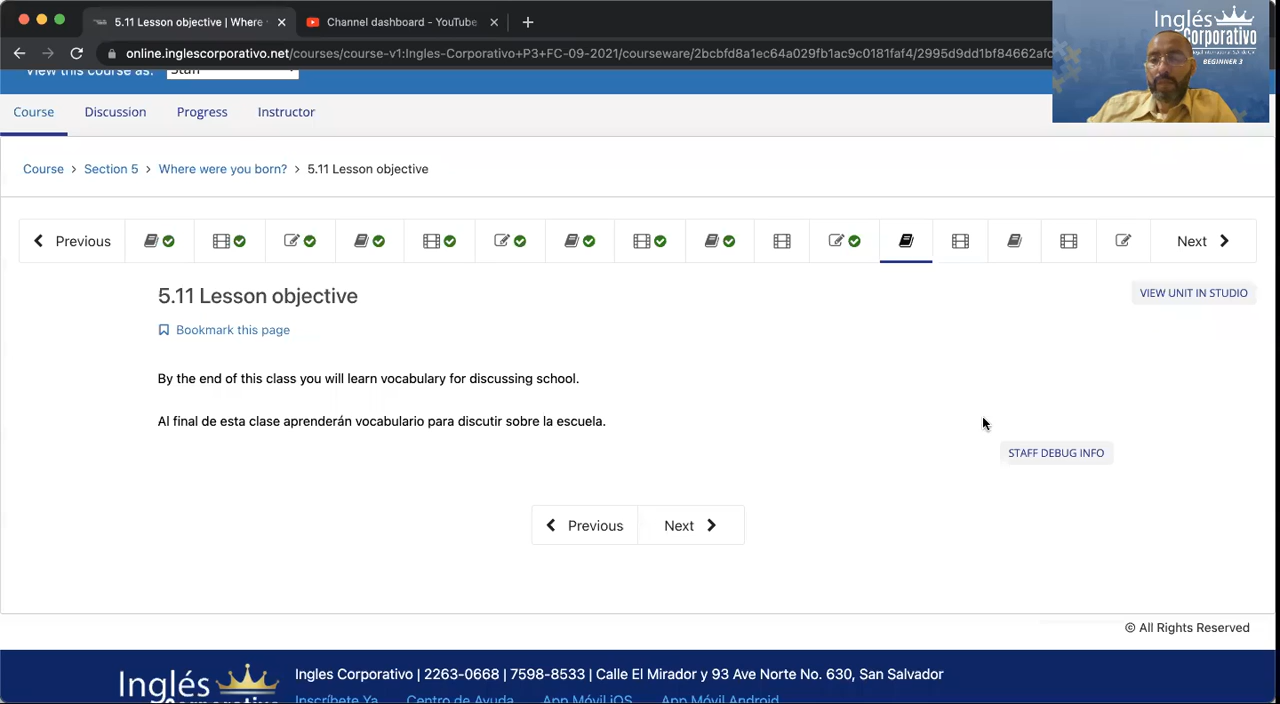 5.11 Lesson objective | Where
Channel dashboard - YouTube
online.inglescorporativo.net/courses/course-v1:Ingles-Corporativo+P3+TC-09-2021/courseware/2bcbfd8a1ec64a029fb1ac9c0181faf4/2995d9dd1bf84662afc
Inglés
Corporativo
BEGINNER 3
View this course as:
Staff
Course
Discussion
Progress
Instructor
Course > Section 5 > Where were you born? > 5.11 Lesson objective
Previous
Next
5.11 Lesson objective
VIEW UNIT IN STUDIO
Bookmark this page
By the end of this class you will learn vocabulary for discussing school.
Al final de esta clase aprenderán vocabulario para discutir sobre la escuela.
STAFF DEBUG INFO
Previous
Next
© All Rights Reserved
Inglés
Corporativo
Ingles Corporativo | 2263-0668 | 7598-8533 | Calle El Mirador y 93 Ave Norte No. 630, San Salvador
Inscríbete Ya
Centro de Ayuda
App Móvil iOS
App Móvil Android